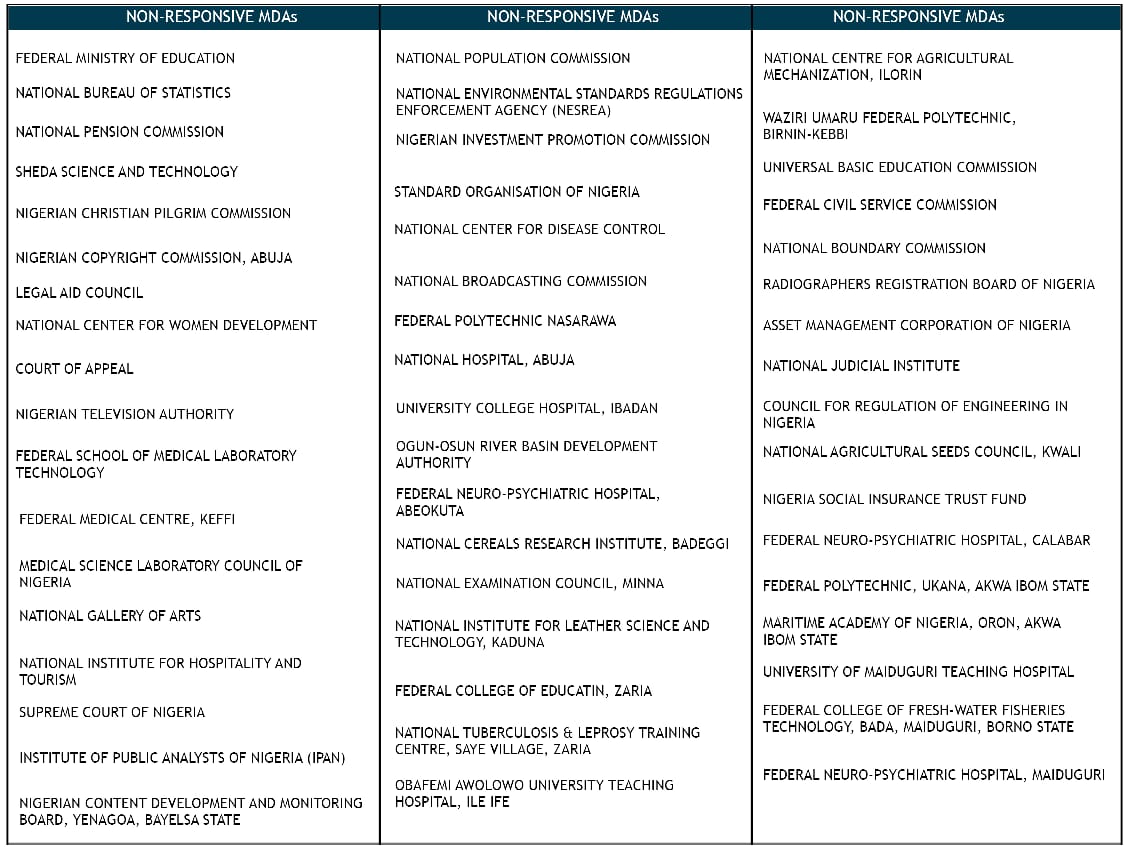 NON-RESPONSIVE MDAs
FEDERAL MINISTRY OF EDUCATION
NATIONAL BUREAU OF STATISTICS
NATIONAL PENSION COMMISSION
SHEDA SCIENCE AND TECHNOLOGY
NIGERIAN CHRISTIAN PILGRIM COMMISSION
NIGERIAN COPYRIGHT COMMISSION, ABUJA
LEGAL AID COUNCIL
NATIONAL CENTER FOR WOMEN DEVELOPMENT
COURT OF APPEAL
NIGERIAN TELEVISION AUTHORITY
FEDERAL SCHOOL OF MEDICAL LABORATORY
TECHNOLOGY
FEDERAL MEDICAL CENTRE, KEFFI
MEDICAL SCIENCE LABORATORY COUNCIL OF
NIGERIA
NATIONAL GALLERY OF ARTS
NATIONAL INSTITUTE FOR HOSPITALITY AND
TOURISM
SUPREME COURT OF NIGERIA
INSTITUTE OF PUBLIC ANALYSTS OF NIGERIA (IPAN)
NIGERIAN CONTENT DEVELOPMENT AND MONITORING
BOARD, YENAGOA, BAYELSA STATE
NON-RESPONSIVE MDAs
NATIONAL POPULATION COMMISSION
NATIONAL ENVIRONMENTAL STANDARDS REGULATIONS
ENFORCEMENT AGENCY (NESREA)
NIGERIAN INVESTMENT PROMOTION COMMISSION
STANDARD ORGANISATION OF NIGERIA
NATIONAL CENTER FOR DISEASE CONTROL
NATIONAL BROADCASTING COMMISSION
FEDERAL POLYTECHNIC NASARAWA
NATIONAL HOSPITAL, ABUJA
UNIVERSITY COLLEGE HOSPITAL, IBADAN
OGUN-OSUN RIVER BASIN DEVELOPMENT
AUTHORITY
FEDERAL NEURO-PSYCHIATRIC HOSPITAL,
ABEOKUTA
NATIONAL CEREALS RESEARCH INSTITUTE, BADEGGI
NATIONAL EXAMINATION COUNCIL, MINNA
NATIONAL INSTITUTE FOR LEATHER SCIENCE AND
TECHNOLOGY, KADUNA
FEDERAL COLLEGE OF EDUCATIN, ZARIA
NATIONAL TUBERCULOSIS & LEPROSY TRAINING
CENTRE, SAYE VILLAGE, ZARIA
OBAFEMI AWOLOWO UNIVERSITY TEACHING
HOSPITAL, ILE IFE
NON-RESPONSIVE MDAs
NATIONAL CENTRE FOR AGRICULTURAL
MECHANIZATION, ILORIN
WAZIRI UMARU FEDERAL POLYTECHNIC,
BIRNIN-KEBBI
UNIVERSAL BASIC EDUCATION COMMISSION
FEDERAL CIVIL SERVICE COMMISSION
NATIONAL BOUNDARY COMMISSION
RADIOGRAPHERS REGISTRATION BOARD OF NIGERIA
ASSET MANAGEMENT CORPORATION OF NIGERIA
NATIONAL JUDICIAL INSTITUTE
COUNCIL FOR REGULATION OF ENGINEERING IN
NIGERIA
NATIONAL AGRICULTURAL SEEDS COUNCIL, KWALI
NIGERIA SOCIAL INSURANCE TRUST FUND
FEDERAL NEURO-PSYCHIATRIC HOSPITAL, CALABAR
FEDERAL POLYTECHNIC, UKANA, AKWA IBOM STATE
MARITIME ACADEMY OF NIGERIA, ORON, AKWA
IBOM STATE
UNIVERSITY OF MAIDUGURI TEACHING HOSPITAL
FEDERAL COLLEGE OF FRESH-WATER FISHERIES
TECHNOLOGY, BADA, MAIDUGURI, BORNO STATE
FEDERAL NEURO-PSYCHIATRIC HOSPITAL, MAIDUGURI